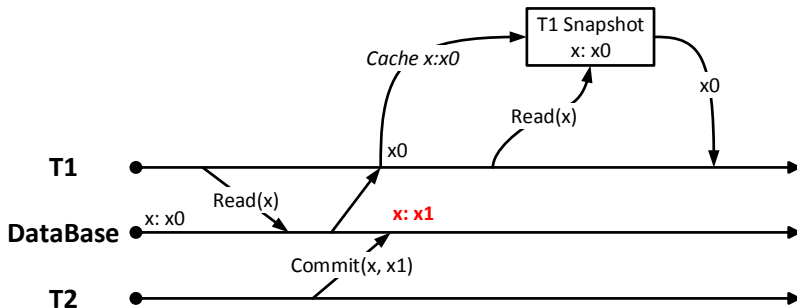 T1 Snapshot
x: x0
Cache x:x0
x0
Read(x)
x0
T1
Read(x)
x: x0
x: x1
DataBase
Commit(x, x1)
T2